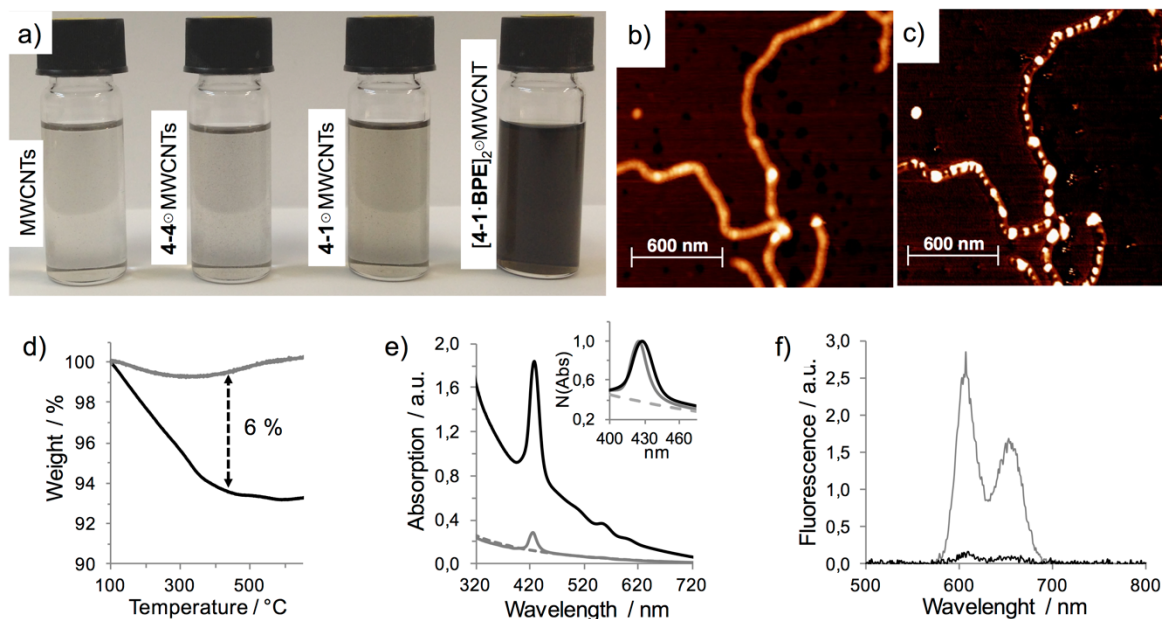 a)
MWCNTs
4-4⊙MWCNTs
4-1⊙MWCNTs
[4-1·BPE]₂⊙MWCNT
b)
600 nm
c)
600 nm
d)
100
98
96
94
92
90
6 %
100
300
500
Weight / %
Temperature / °C
e)
2,0
1,6
1,2
0,8
0,4
0,0
320
420
520
620
720
Absorption / a.u.
Wavelength / nm
N(Abs)
1,0
0,8
0,6
0,4
0,2
400
430
460
nm
f)
3,0
2,5
2,0
1,5
1,0
0,5
0,0
500
600
700
800
Fluorescence / a.u.
Wavelenght / nm